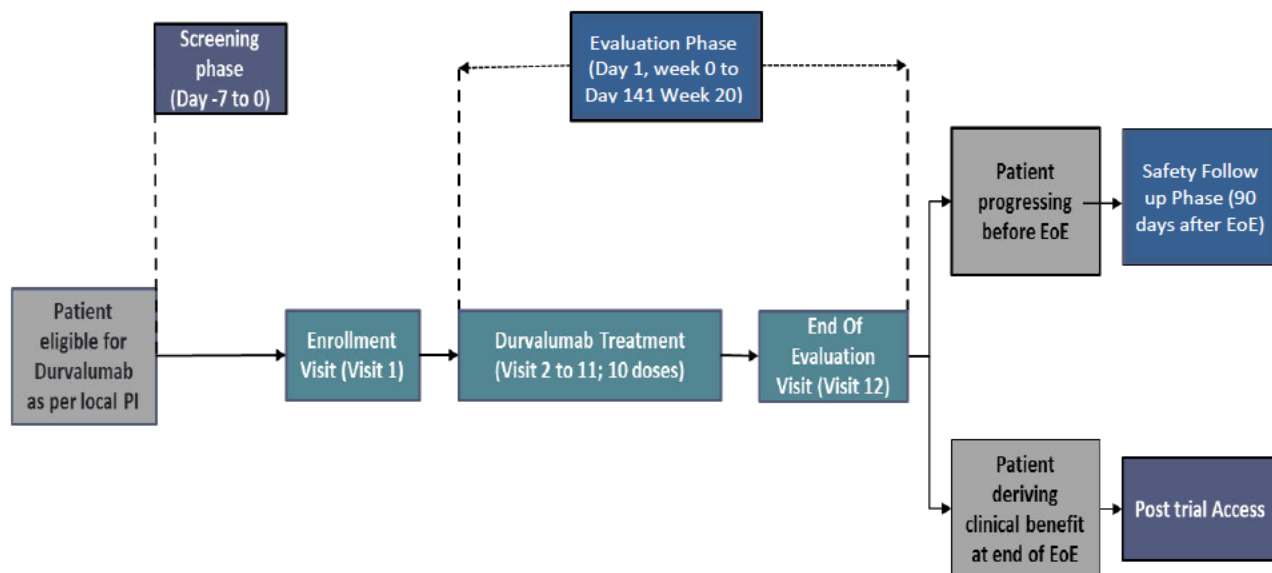 Screening
phase
(Day -7 to 0)
Evaluation Phase
(Day 1, week 0 to
Day 141 Week 20)
Patient
eligible for
Durvalumab
as per local PI
Enrollment
Visit (Visit 1)
Durvalumab Treatment
(Visit 2 to 11; 10 doses)
End Of
Evaluation
Visit (Visit 12)
Patient
progressing
before EoE
Safety Follow
up Phase (90
days after EoE)
Patient
deriving
clinical benefit
at end of EoE
Post trial Access